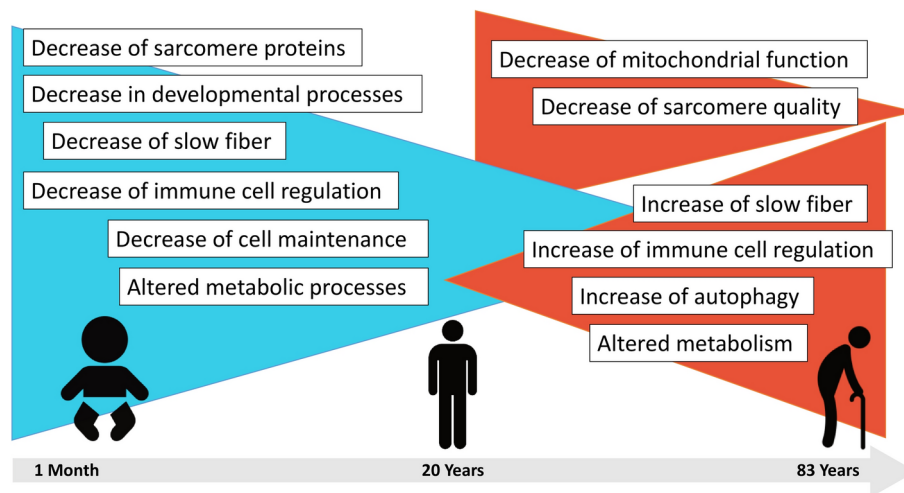 Decrease of sarcomere proteins
Decrease in developmental processes
Decrease of slow fiber
Decrease of immune cell regulation
Decrease of cell maintenance
Altered metabolic processes
Decrease of mitochondrial function
Decrease of sarcomere quality
Increase of slow fiber
Increase of immune cell regulation
Increase of autophagy
Altered metabolism
1 Month
20 Years
83 Years